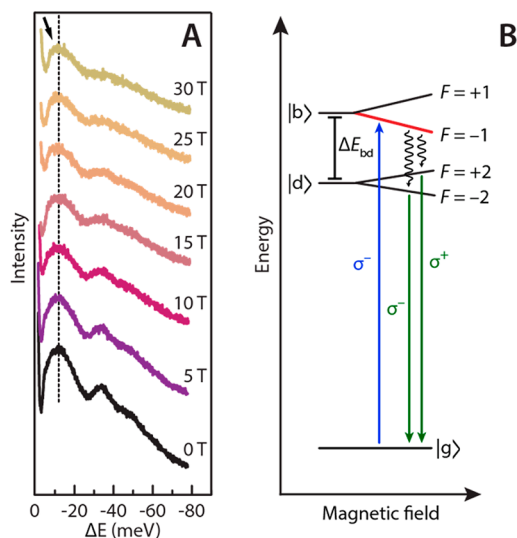 A
30 T
25 T
20 T
15 T
10 T
5 T
0 T
Intensity
0 -20 -40 -60 -80
ΔE (meV)
B
F = +1
|b⟩
F = −1
ΔE_bd
F = +2
|d⟩
F = −2
Energy
σ⁻
σ⁻
σ⁺
|g⟩
Magnetic field